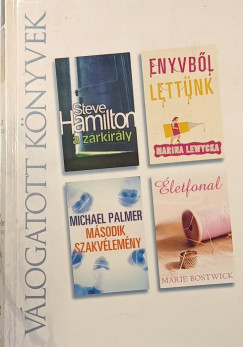 VÁLOGATOTT KÖNYVEK
Steve
Hamilton
a zárkirály
ENYVBŐL
LETTÜNK
MARINA LEWYCKA
MICHAEL PALMER
MÁSODIK
SZAKVÉLEMÉNY
Életfonal
MARIE BOSTWICK